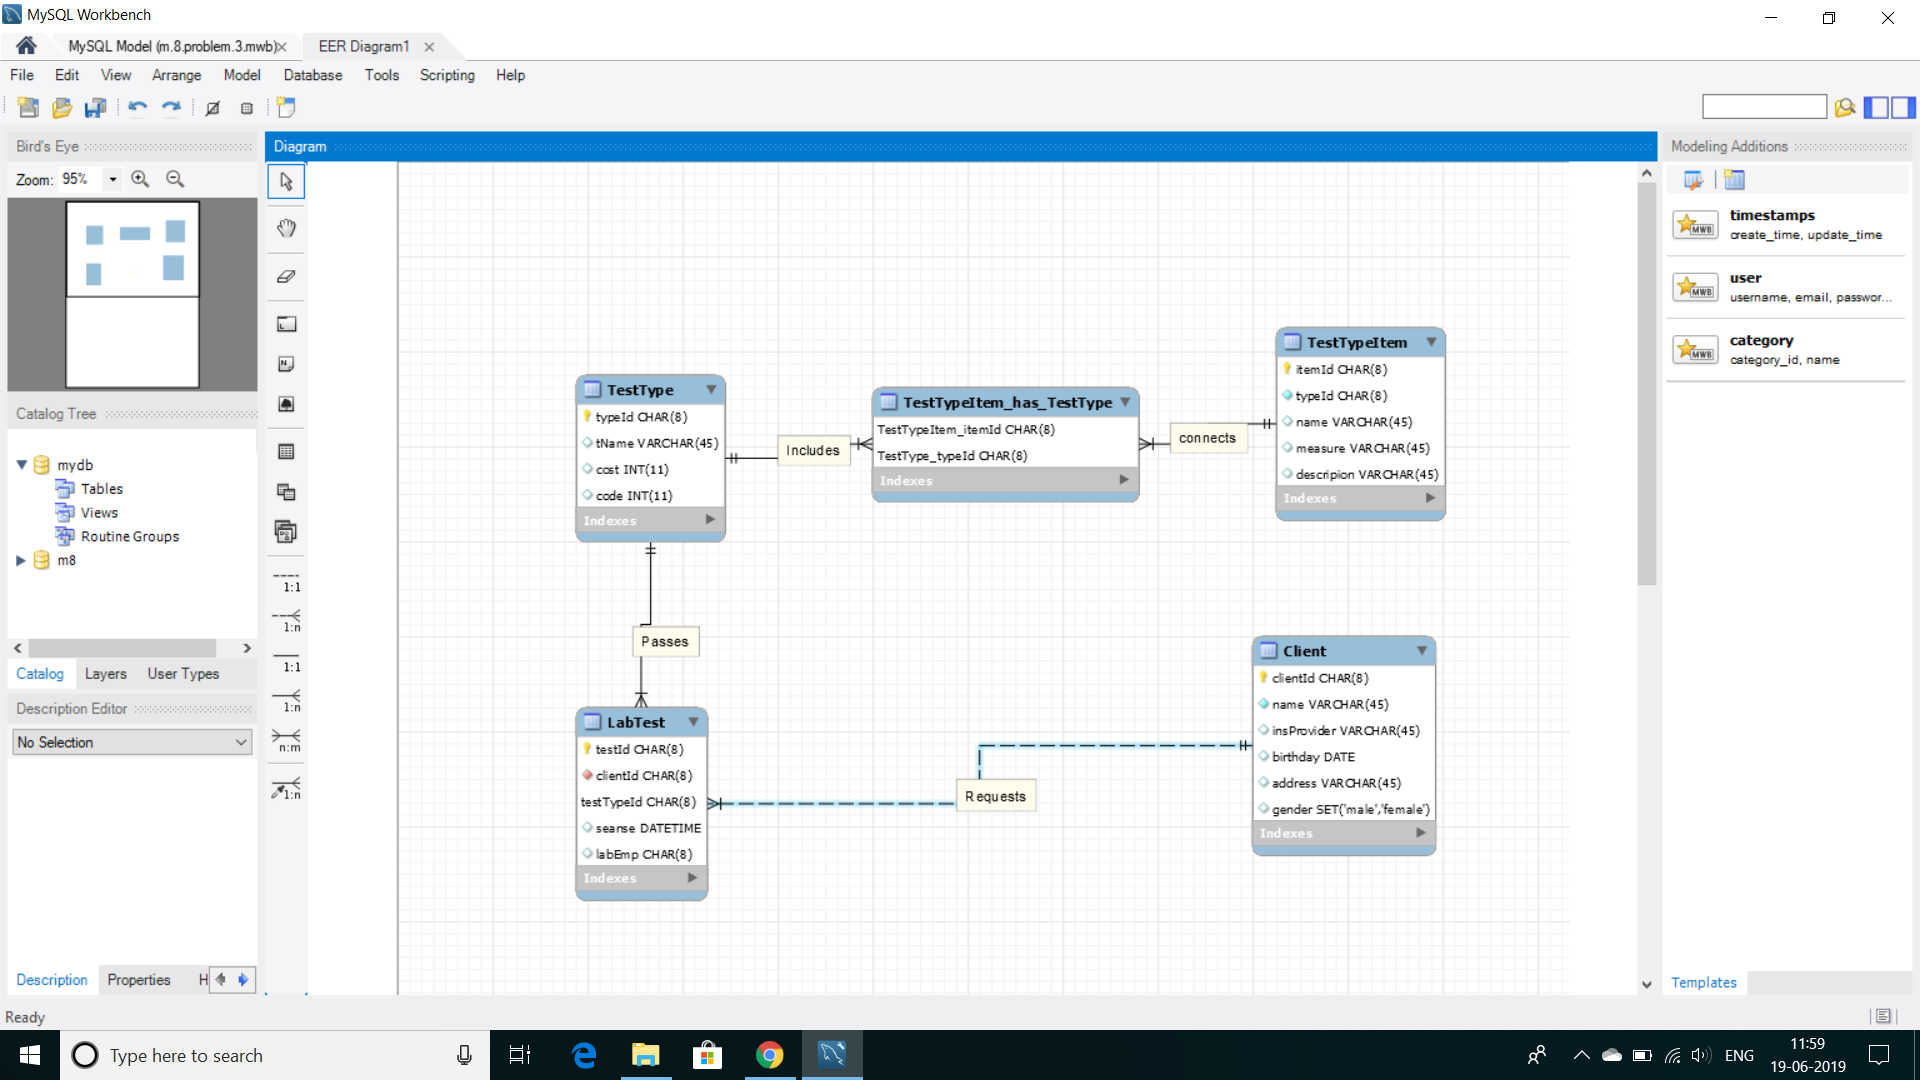 MySQL Workbench
MySQL Model (m.8.problem.3.mwb)
EER Diagram1
File Edit View Arrange Model Database Tools Scripting Help
Bird's Eye
Zoom: 95%
Catalog Tree
mydb
Tables
Views
Routine Groups
m8
Catalog Layers User Types
Description Editor
No Selection
Description Properties H
Ready
Diagram
1:1
1:n
1:1
1:n
n:m
1:n
TestType
typeId CHAR(8)
tName VARCHAR(45)
cost INT(11)
code INT(11)
Indexes
Includes
TestTypeItem_has_TestType
TestTypeItem_itemId CHAR(8)
TestType_typeId CHAR(8)
Indexes
connects
TestTypeItem
itemId CHAR(8)
typeId CHAR(8)
name VARCHAR(45)
measure VARCHAR(45)
descripion VARCHAR(45)
Indexes
Passes
LabTest
testId CHAR(8)
clientId CHAR(8)
testTypeId CHAR(8)
seanse DATETIME
labEmp CHAR(8)
Indexes
Requests
Client
clientId CHAR(8)
name VARCHAR(45)
insProvider VARCHAR(45)
birthday DATE
address VARCHAR(45)
gender SET('male','female')
Indexes
Modeling Additions
MWB
timestamps
create_time, update_time
MWB
user
username, email, passwor...
MWB
category
category_id, name
Templates
Type here to search
ENG
11:59
19-06-2019